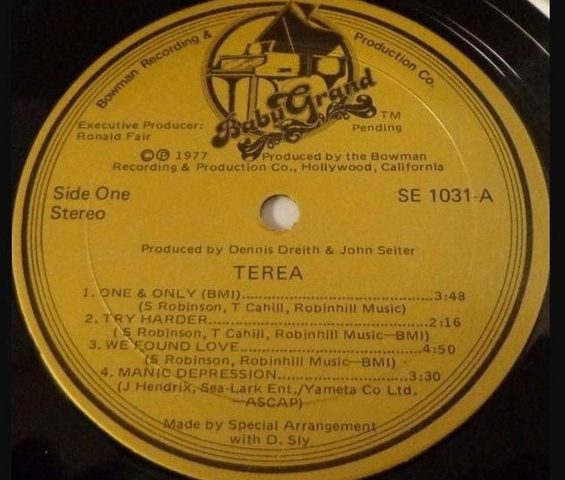 Bowman Recording & Production Co.
Baby Grand
TM
Pending
Executive Producer:
Ronald Fair
©℗ 1977 Produced by the Bowman
Recording & Production Co., Hollywood, California
Side One
Stereo
SE 1031-A
Produced by Dennis Dreith & John Seiter
TEREA
1. ONE & ONLY (BMI)..............................3:48
(S Robinson, T Cahill, Robinhill Music)
2. TRY HARDER....................................2:16
( S Robinson, T Cahill, Robinhill Music—BMI)
3. WE FOUND LOVE..............................4:50
(S Robinson, Robinhill Music—BMI)
4. MANIC DEPRESSION........................3:30
(J Hendrix, Sea-Lark Ent./Yameta Co Ltd.
—ASCAP)
Made by Special Arrangement
with D. Sly